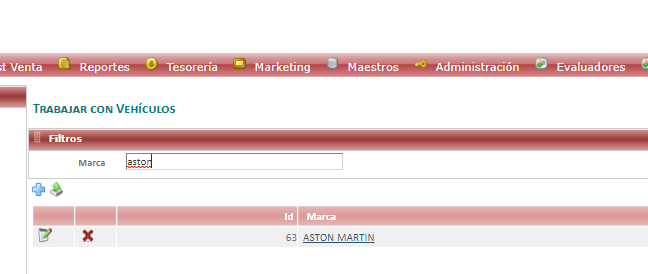 st Venta Reportes Tesorería Marketing Maestros Administración Evaluadores
TRABAJAR CON VEHÍCULOS
Filtros
Marca aston
Id Marca
63 ASTON MARTIN